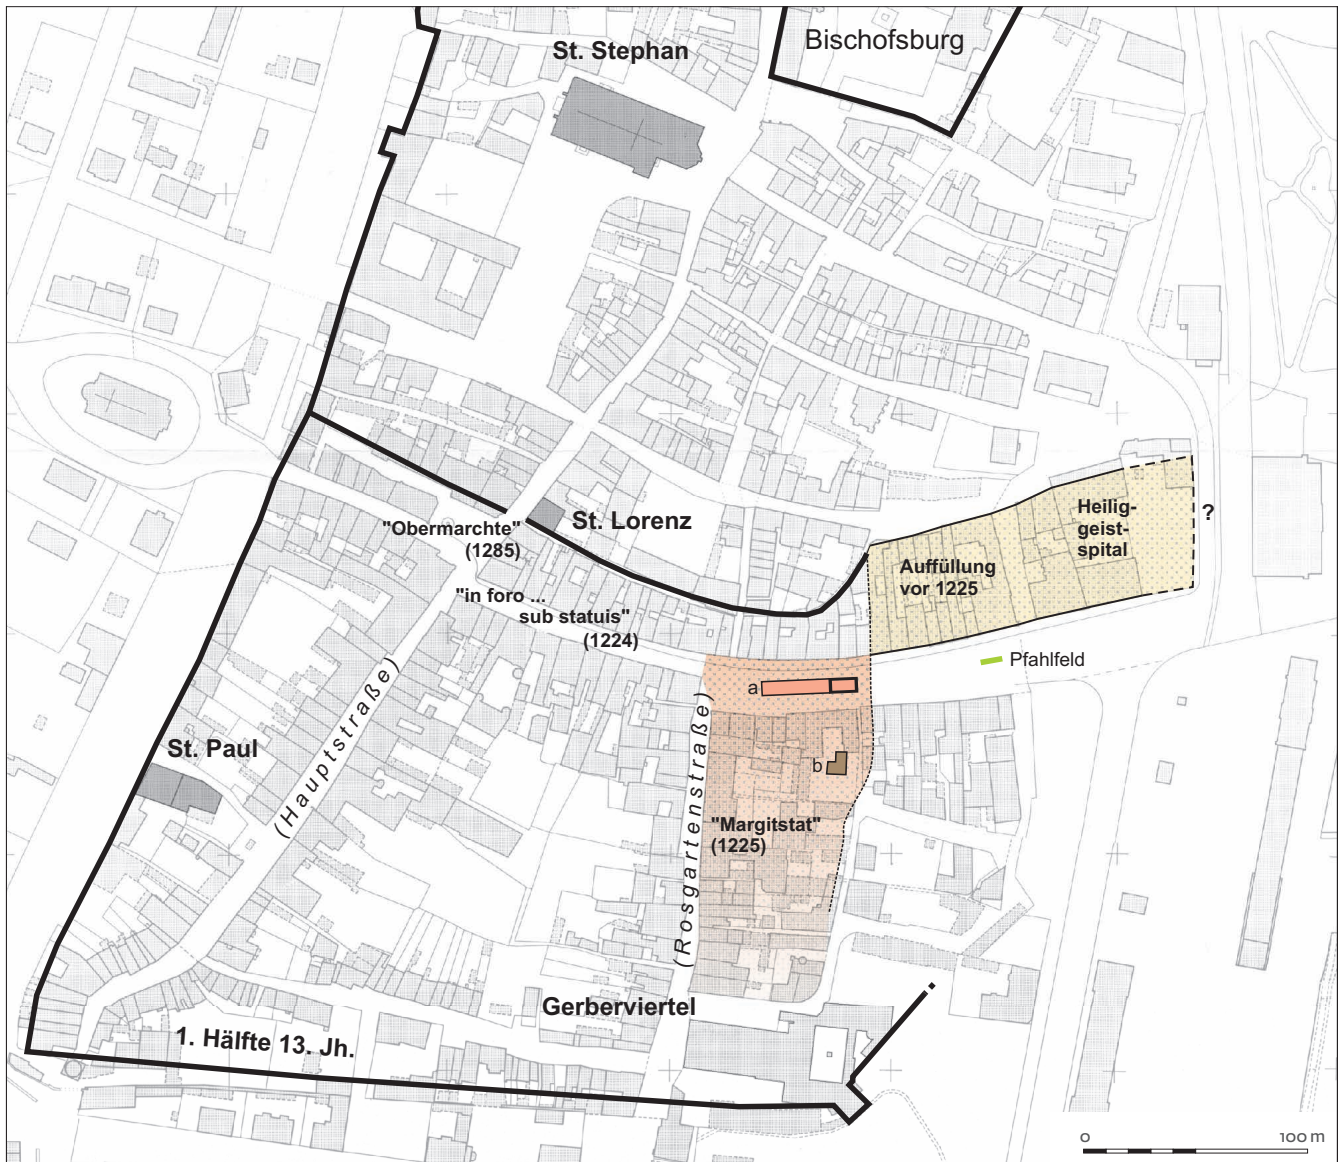 St. Stephan
Bischofsburg
"Obermarchte"
(1285)
St. Lorenz
"in foro ...
sub statuis"
(1224)
Heilig-
geist-
spital
?
Auffüllung
vor 1225
Pfahlfeld
a
b
St. Paul
(Hauptstraße)
(Rosgartenstraße)
"Margitstat"
(1225)
Gerberviertel
1. Hälfte 13. Jh.
0 100 m